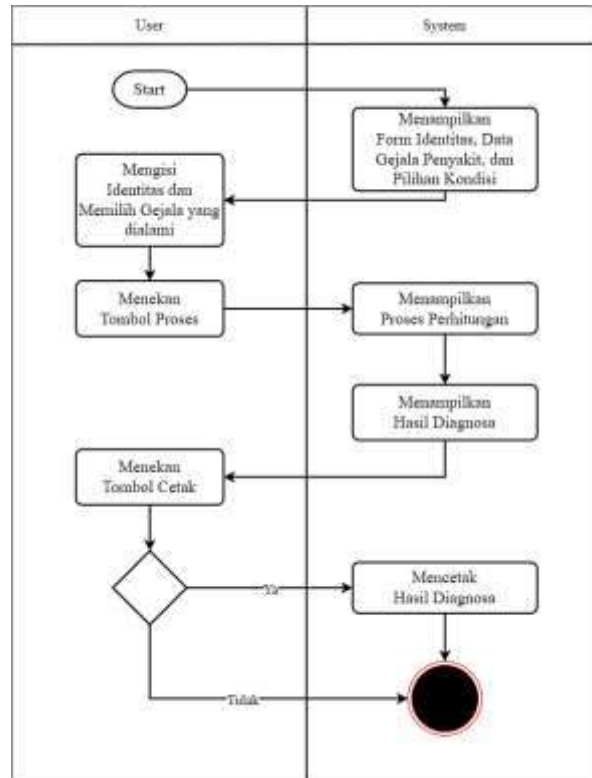 User
System
Start
Menampilkan
Form Identitas, Data
Gejala Penyakit, dan
Pilihan Kondisi
Mengisi
Identitas dan
Memilih Gejala yang
dialami
Menekan
Tombol Proses
Menampilkan
Proses Perhitungan
Menampilkan
Hasil Diagnosa
Menekan
Tombol Cetak
Ya
Mencetak
Hasil Diagnosa
Tidak